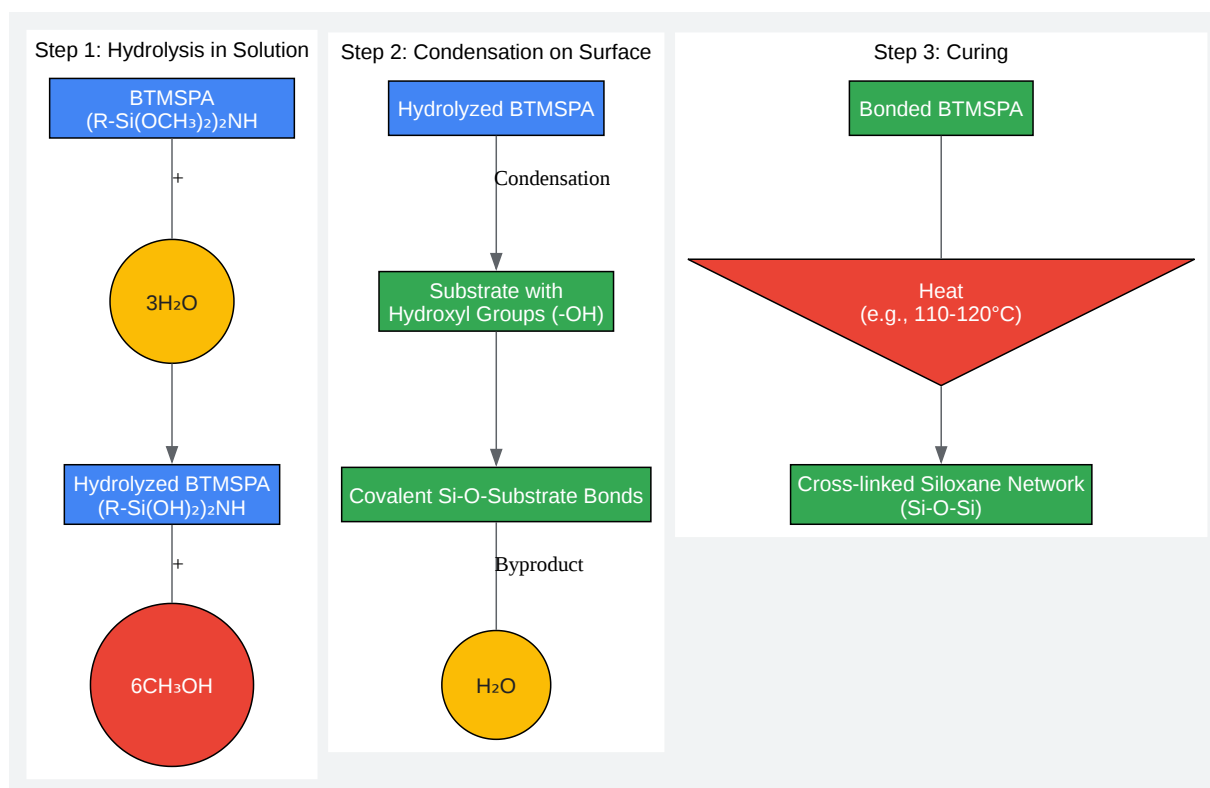 Step 1: Hydrolysis in Solution
BTMSPA
(R-Si(OCH₃)₂)₂NH
+
3H₂O
Hydrolyzed BTMSPA
(R-Si(OH)₂)₂NH
+
6CH₃OH
Step 2: Condensation on Surface
Hydrolyzed BTMSPA
Condensation
Substrate with
Hydroxyl Groups (-OH)
Covalent Si-O-Substrate Bonds
Byproduct
H₂O
Step 3: Curing
Bonded BTMSPA
Heat
(e.g., 110-120°C)
Cross-linked Siloxane Network
(Si-O-Si)